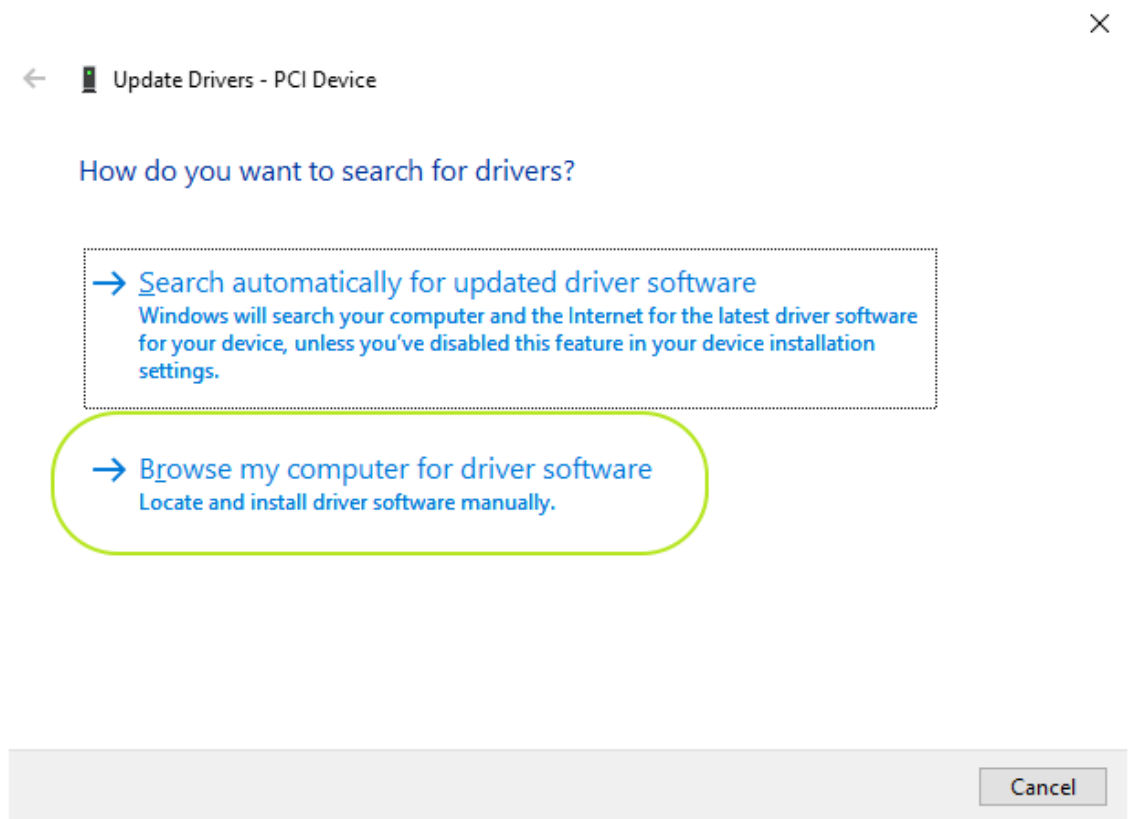 Update Drivers - PCI Device
How do you want to search for drivers?
Search automatically for updated driver software
Windows will search your computer and the Internet for the latest driver software
for your device, unless you've disabled this feature in your device installation
settings.
Browse my computer for driver software
Locate and install driver software manually.
Cancel